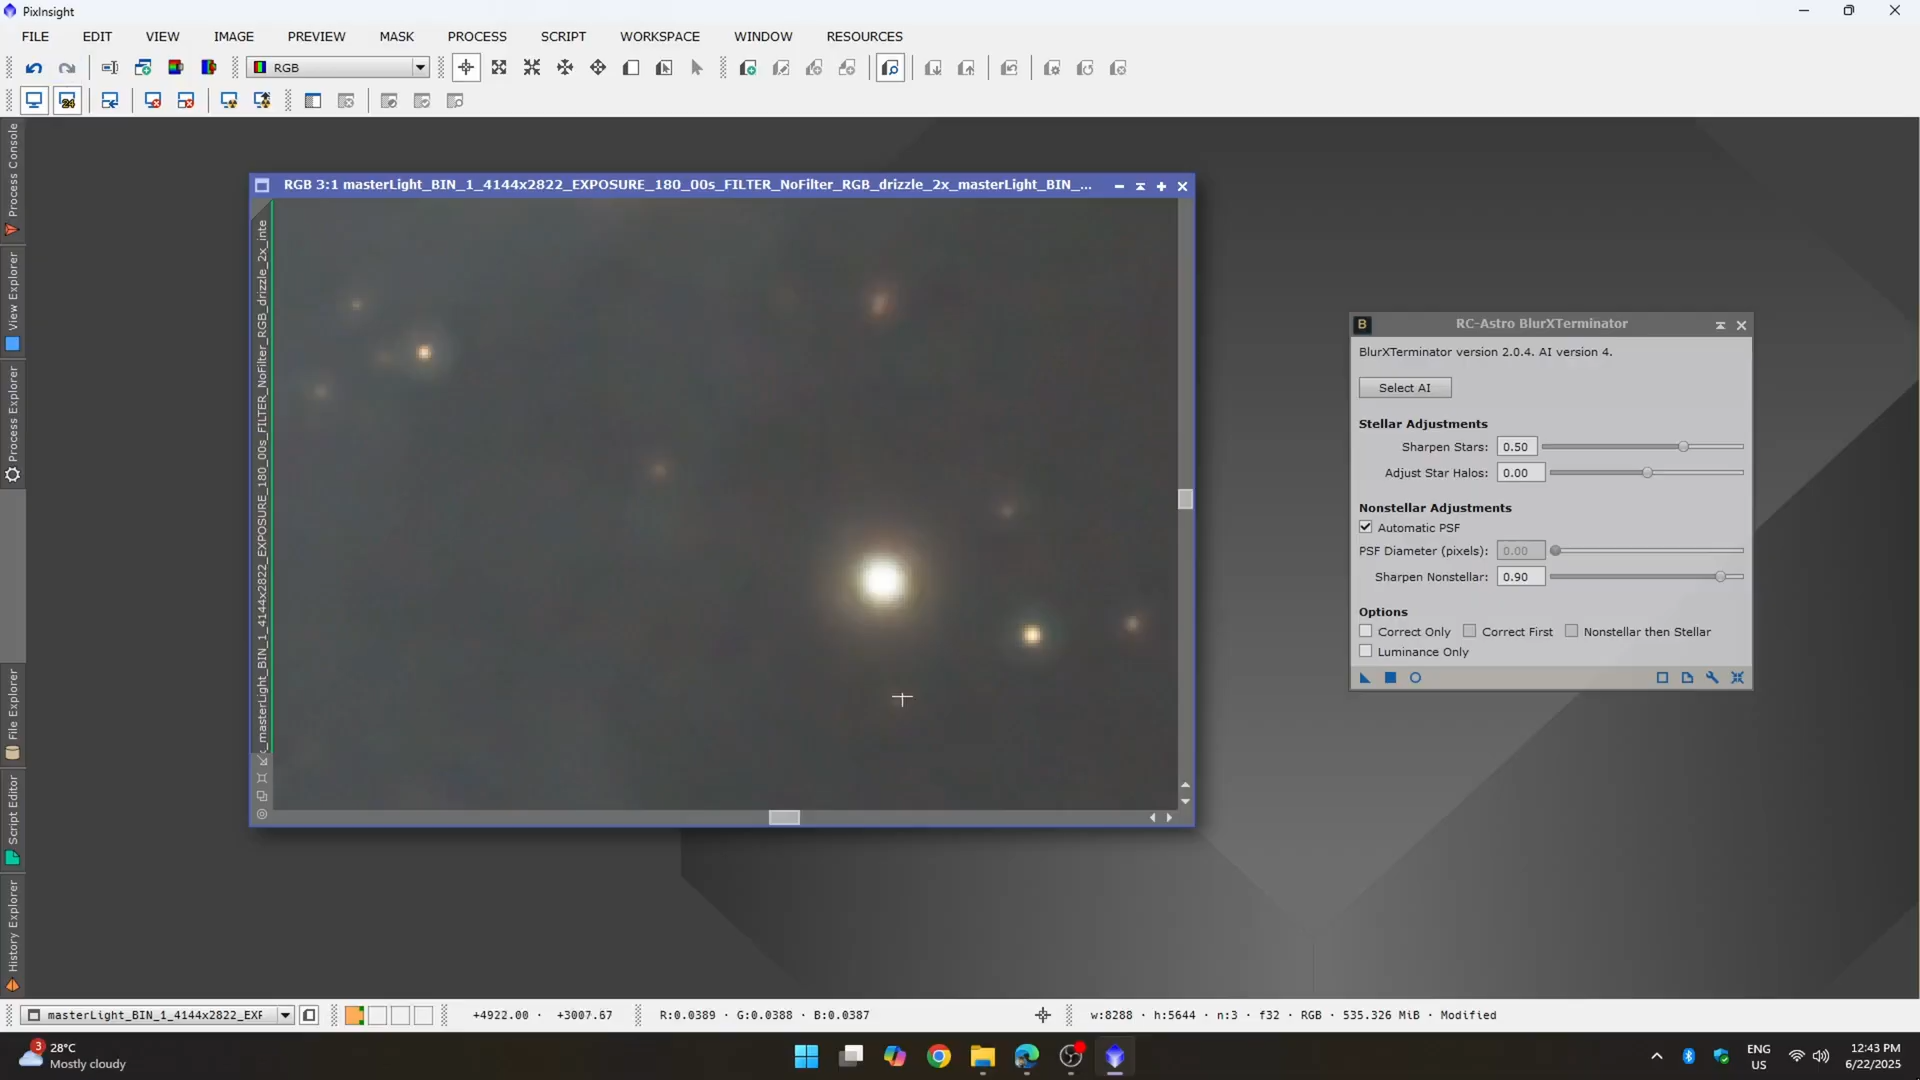 PixInsight
FILE EDIT VIEW IMAGE PREVIEW MASK PROCESS SCRIPT WORKSPACE WINDOW RESOURCES
RGB
24
Process Console
View Explorer
Process Explorer
File Explorer
Script Editor
History Explorer
RGB 3:1 masterLight_BIN_1_4144x2822_EXPOSURE_180_00s_FILTER_NoFilter_RGB_drizzle_2x_masterLight_BIN_...
_masterLight_BIN_1_4144x2822_EXPOSURE_180_00s_FILTER_NoFilter_RGB_drizzle_2x_inte
B
RC-Astro BlurXTerminator
BlurXTerminator version 2.0.4. AI version 4.
Select AI
Stellar Adjustments
Sharpen Stars: 0.50
Adjust Star Halos: 0.00
Nonstellar Adjustments
Automatic PSF
PSF Diameter (pixels): 0.00
Sharpen Nonstellar: 0.90
Options
Correct Only Correct First Nonstellar then Stellar
Luminance Only
masterLight_BIN_1_4144x2822_EXF
+4922.00 · +3007.67
R:0.0389 · G:0.0388 · B:0.0387
w:8288 · h:5644 · n:3 · f32 · RGB · 535.326 MiB · Modified
3
28°C
Mostly cloudy
ENG
US
12:43 PM
6/22/2025